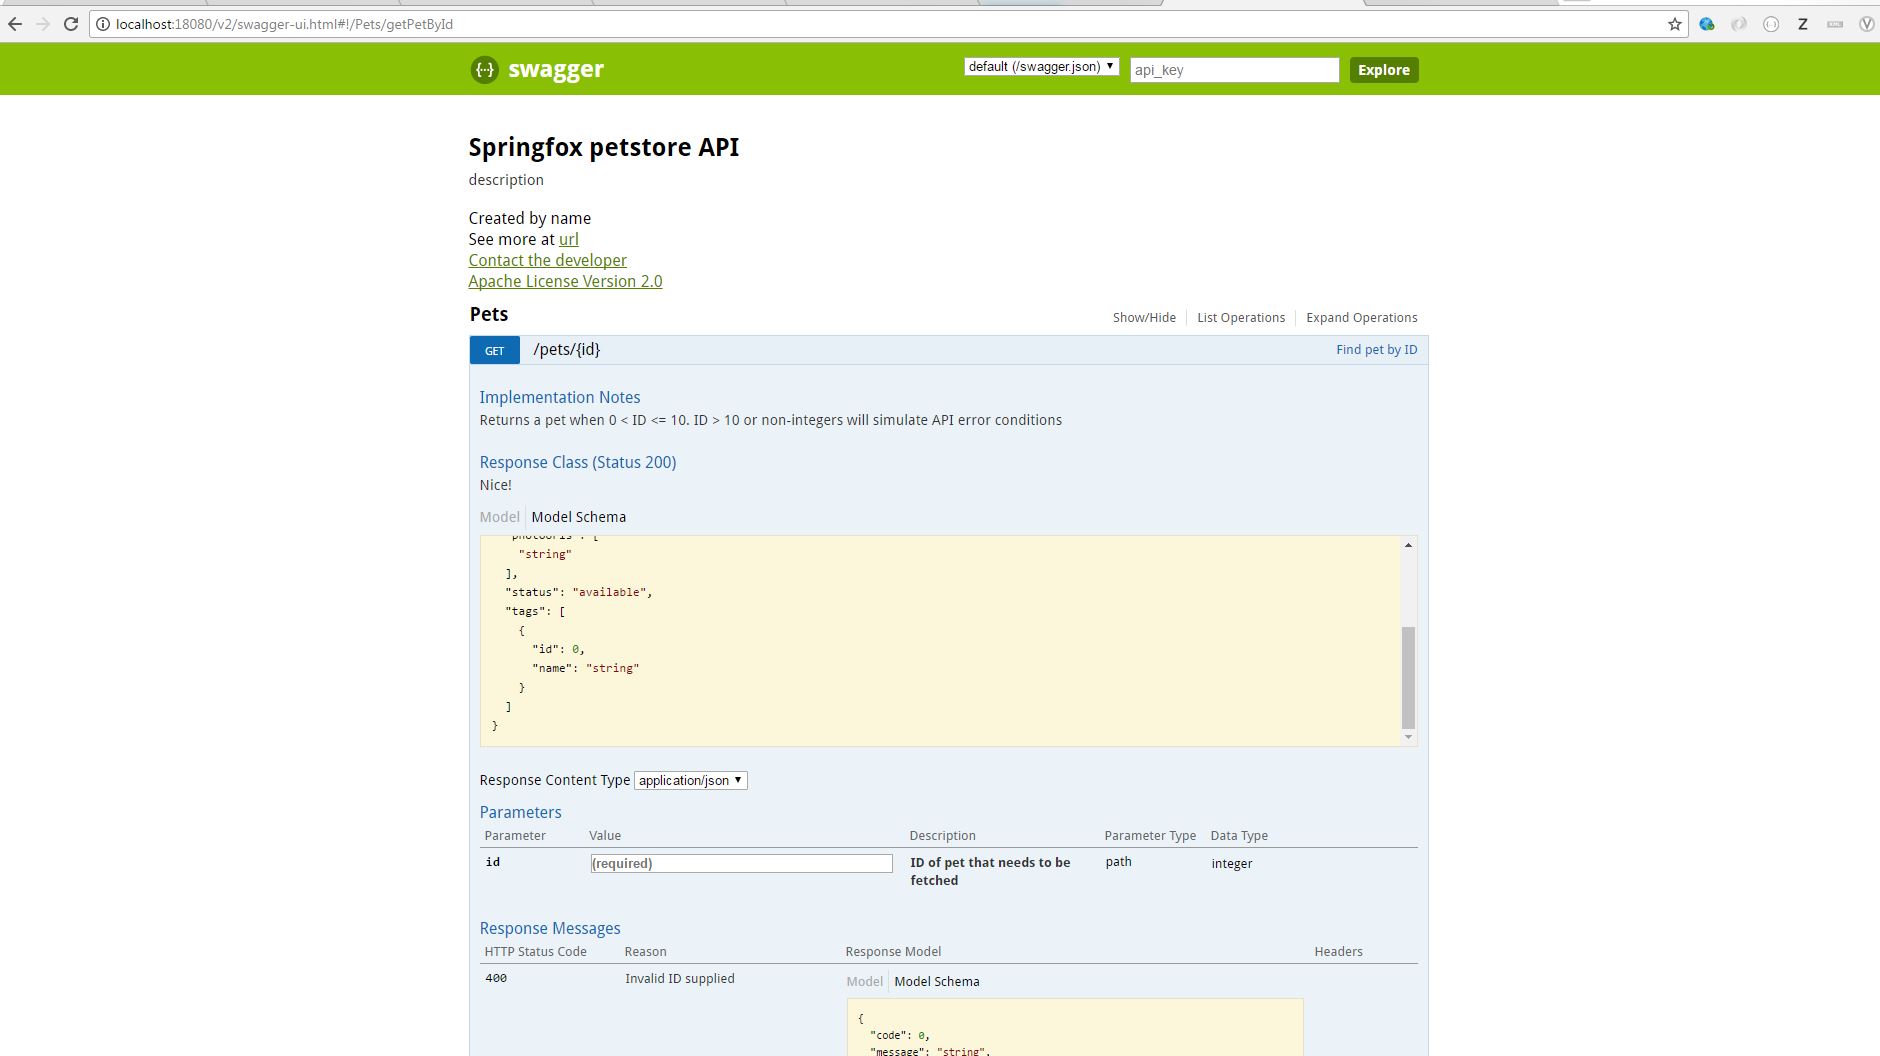 localhost:18080/v2/swagger-ui.html#!/Pets/getPetById
Z
{··} swagger
default (/swagger.json)
api_key
Explore
Springfox petstore API
description
Created by name
See more at url
Contact the developer
Apache License Version 2.0
Pets
Show/Hide
List Operations
Expand Operations
GET /pets/{id}
Find pet by ID
Implementation Notes
Returns a pet when 0 < ID <= 10. ID > 10 or non-integers will simulate API error conditions
Response Class (Status 200)
Nice!
Model
Model Schema
"photoUrls": [
"string"
],
"status": "available",
"tags": [
{
"id": 0,
"name": "string"
}
]
}
Response Content Type application/json
Parameters
Parameter Value Description Parameter Type Data Type
id (required) ID of pet that needs to be path integer
fetched
Response Messages
HTTP Status Code Reason Response Model Headers
400 Invalid ID supplied Model Model Schema
{
"code": 0,
"message": "string",